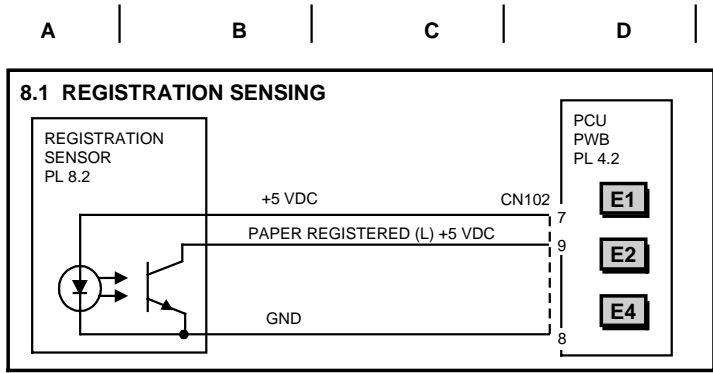 A B C D
8.1 REGISTRATION SENSING
REGISTRATION
SENSOR
PL 8.2
PCU
PWB
PL 4.2
+5 VDC CN102
7
E1
PAPER REGISTERED (L) +5 VDC
9
E2
E4
GND
8